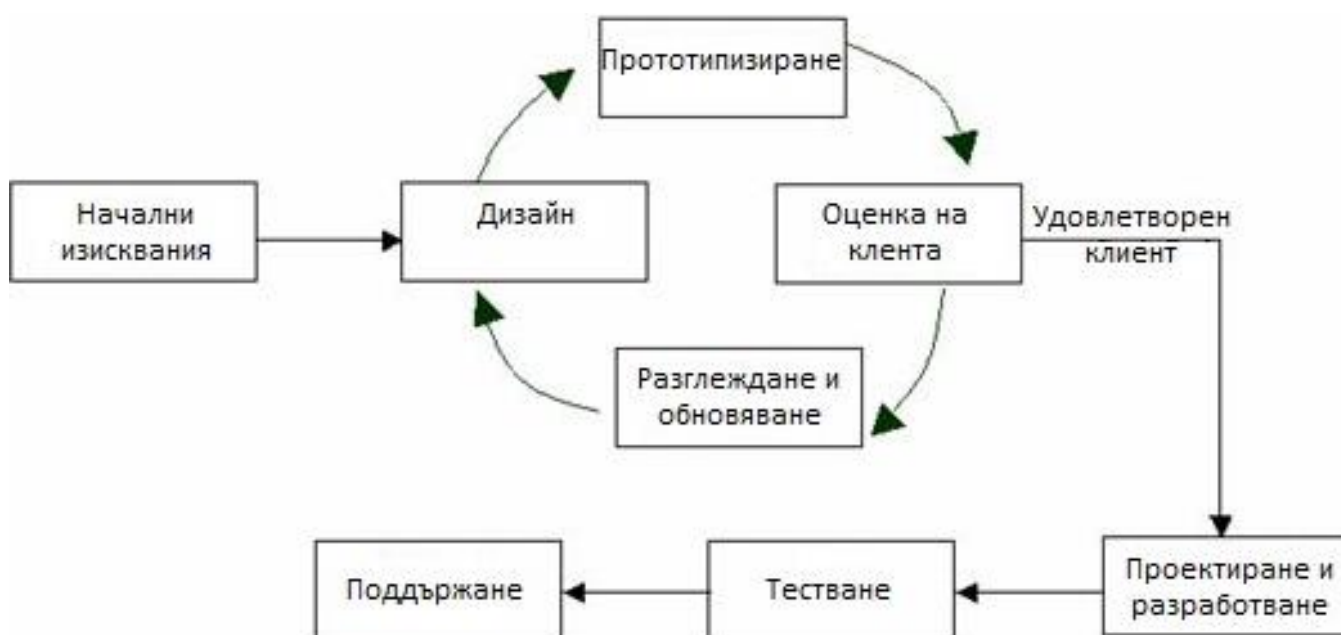 Прототипизиране
Начални
изисквания
Дизайн
Оценка на
клента
Удовлетворен
клиент
Разглеждане и
обновяване
Поддържане
Тестване
Проектиране и
разработване